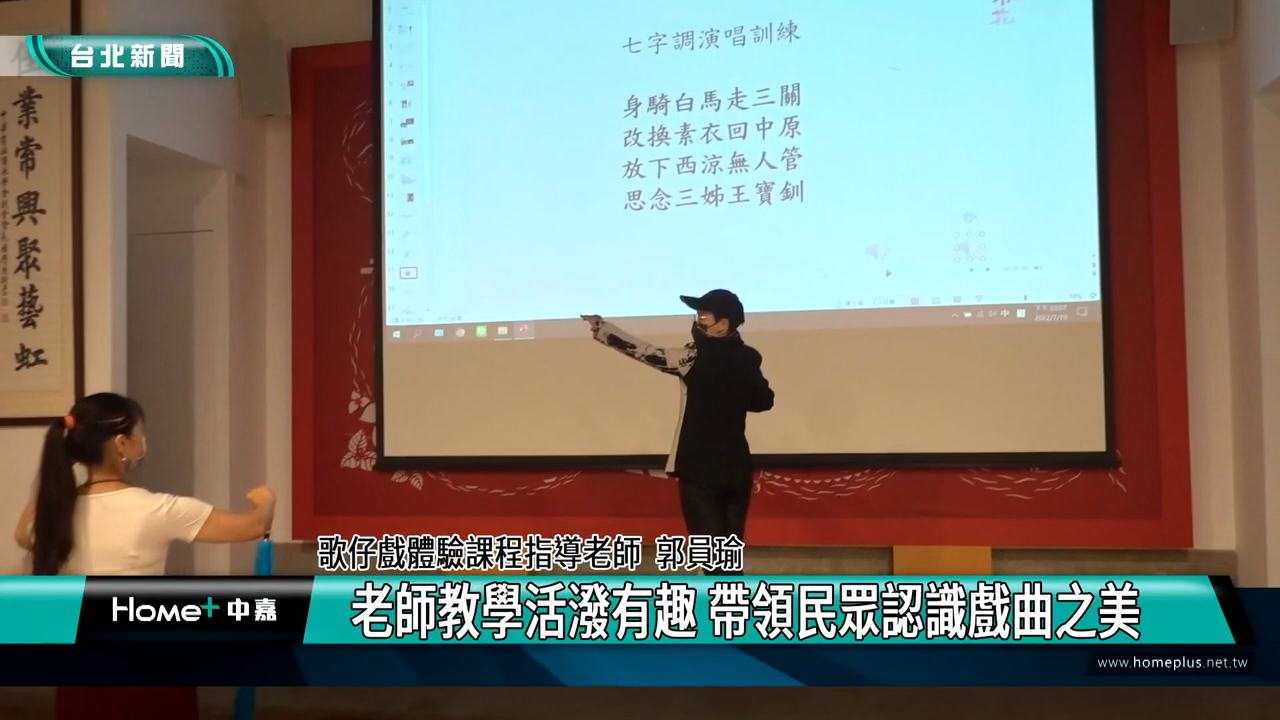 台北新聞
業常興聚藝虹
七字調演唱訓練
身騎白馬走三關
改換素衣回中原
放下西涼無人管
思念三姊王寶釧
2022/7/19
歌仔戲體驗課程指導老師 郭員瑜
Home+中嘉
老師教學活潑有趣 帶領民眾認識戲曲之美
www.homeplus.net.tw